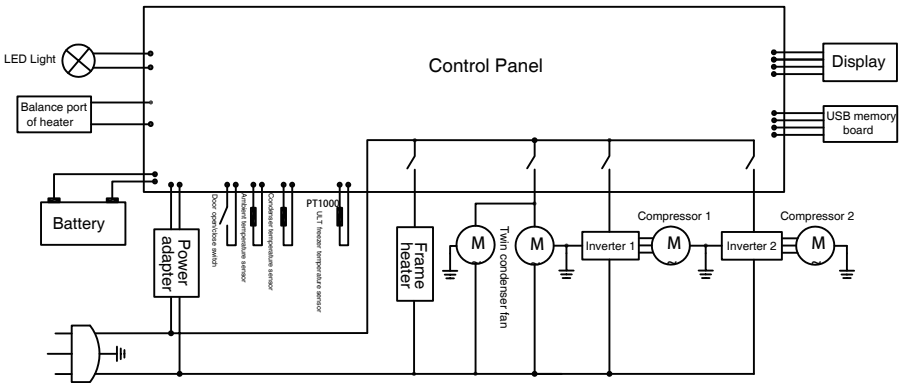 LED Light
Control Panel
Display
Balance port
of heater
USB memory
board
Battery
Power
adapter
Door open/close switch
Ambient temperature sensor
Condenser temperature sensor
PT1000
ULT freezer temperature sensor
Frame
heater
M
Twin condenser fan
M
Inverter 1
Compressor 1
M
Inverter 2
Compressor 2
M